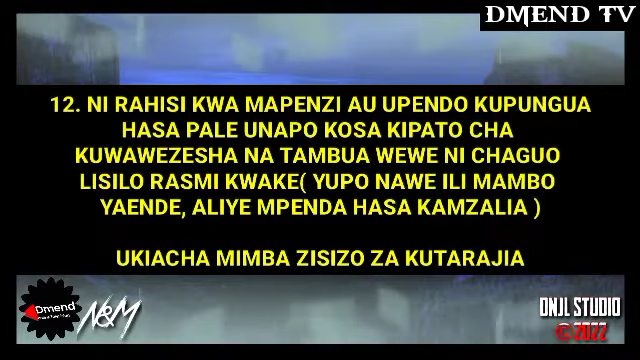 DMEND TV
12. NI RAHISI KWA MAPENZI AU UPENDO KUPUNGUA
HASA PALE UNAPO KOSA KIPATO CHA
KUWAWEZESHA NA TAMBUA WEWE NI CHAGUO
LISILO RASMI KWAKE( YUPO NAWE ILI MAMBO
YAENDE, ALIYE MPENDA HASA KAMZALIA )
UKIACHA MIMBA ZISIZO ZA KUTARAJIA
Dmend
N&M
DNJL STUDIO
©2022